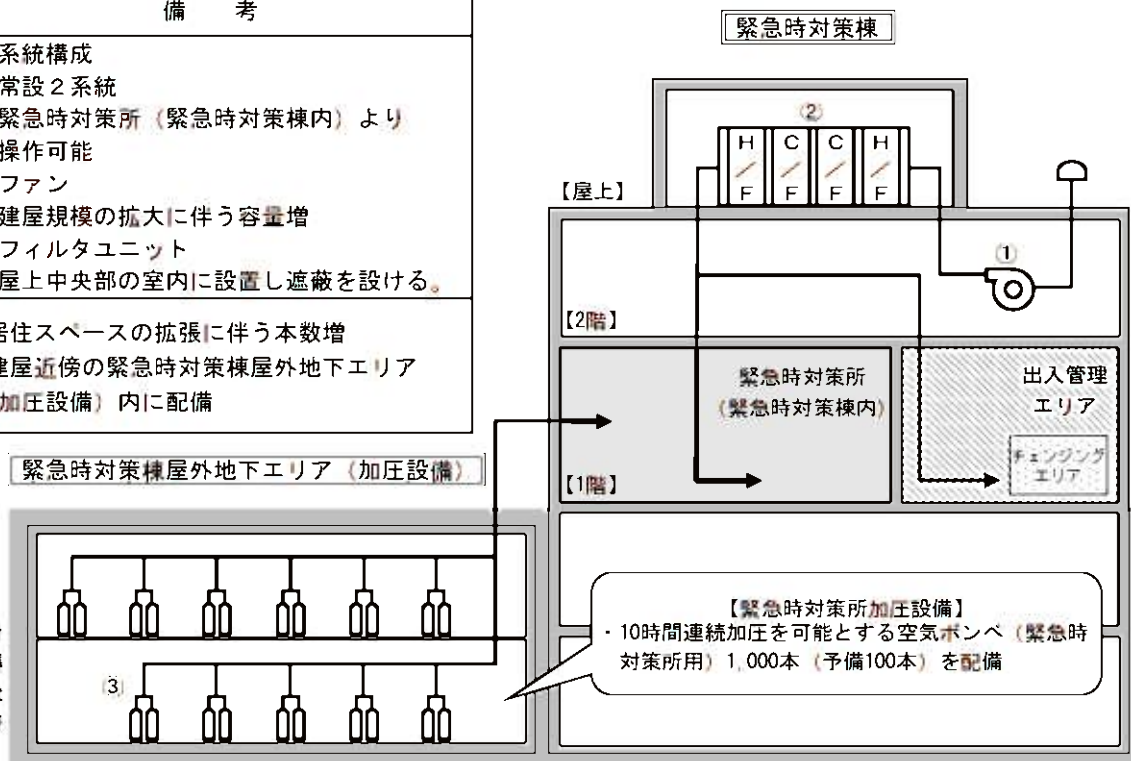 備　考
系統構成
常設２系統
緊急時対策所（緊急時対策棟内）より
操作可能
ファン
建屋規模の拡大に伴う容量増
フィルタユニット
屋上中央部の室内に設置し遮蔽を設ける。
居住スペースの拡張に伴う本数増
建屋近傍の緊急時対策棟屋外地下エリア
加圧設備）内に配備
緊急時対策棟
②
H/F
C/F
C/F
H/F
【屋上】
①
【2階】
緊急時対策所
（緊急時対策棟内）
出入管理
エリア
チェンジング
エリア
【1階】
緊急時対策棟屋外地下エリア（加圧設備）
③
【緊急時対策所加圧設備】
・10時間連続加圧を可能とする空気ボンベ（緊急時
対策所用）1,000本（予備100本）を配備